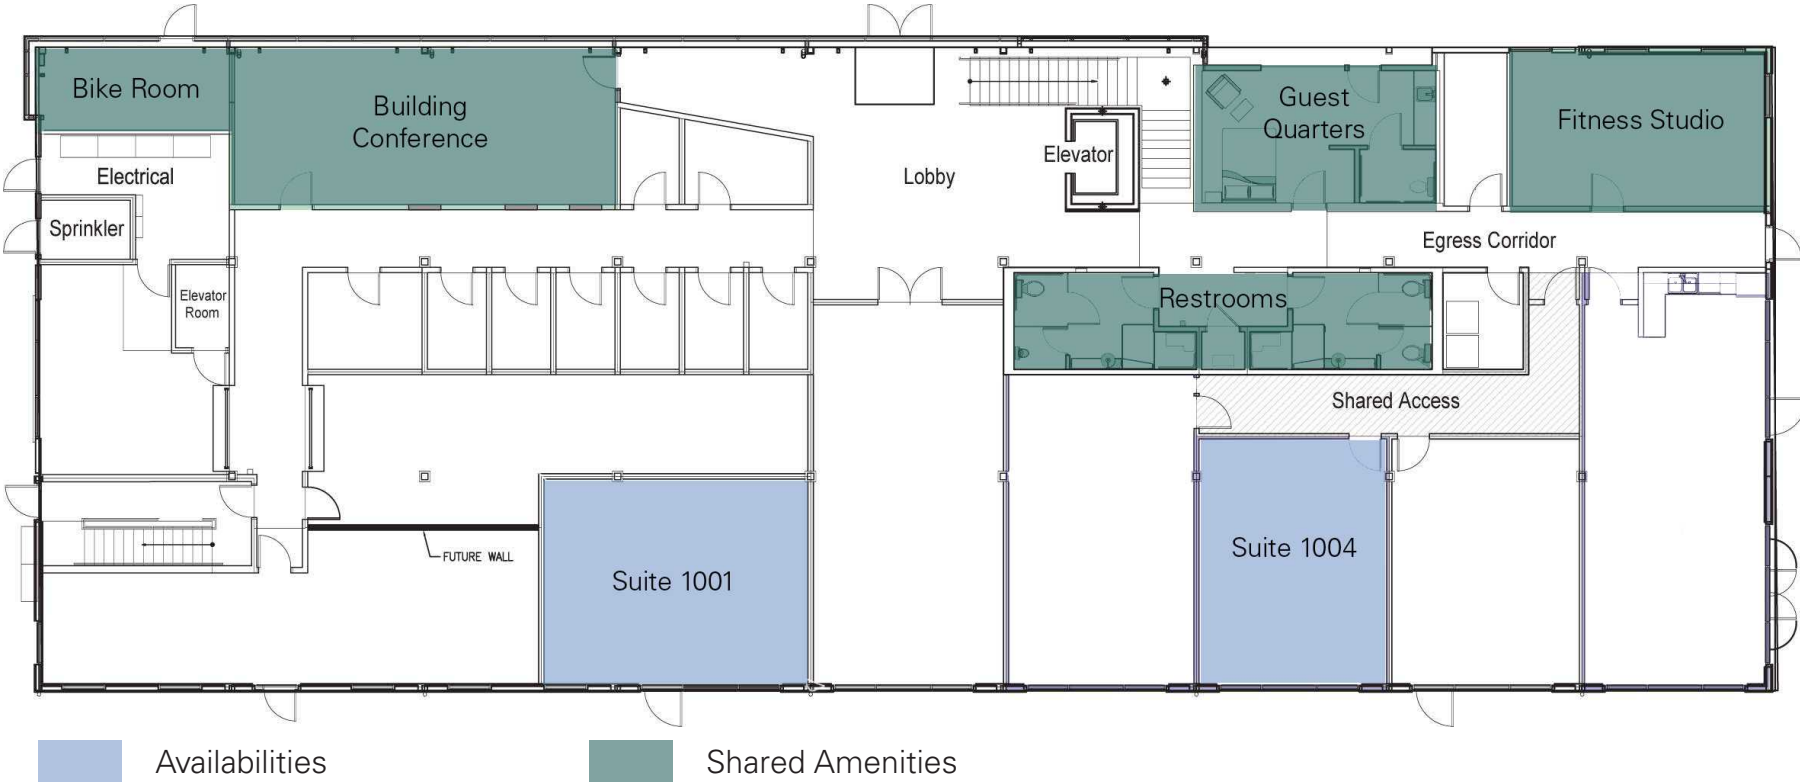 Bike Room
Building
Conference
Guest
Quarters
Fitness Studio
Elevator
Electrical
Lobby
Sprinkler
Egress Corridor
Elevator
Room
Restrooms
Shared Access
FUTURE WALL
Suite 1001
Suite 1004
Availabilities
Shared Amenities